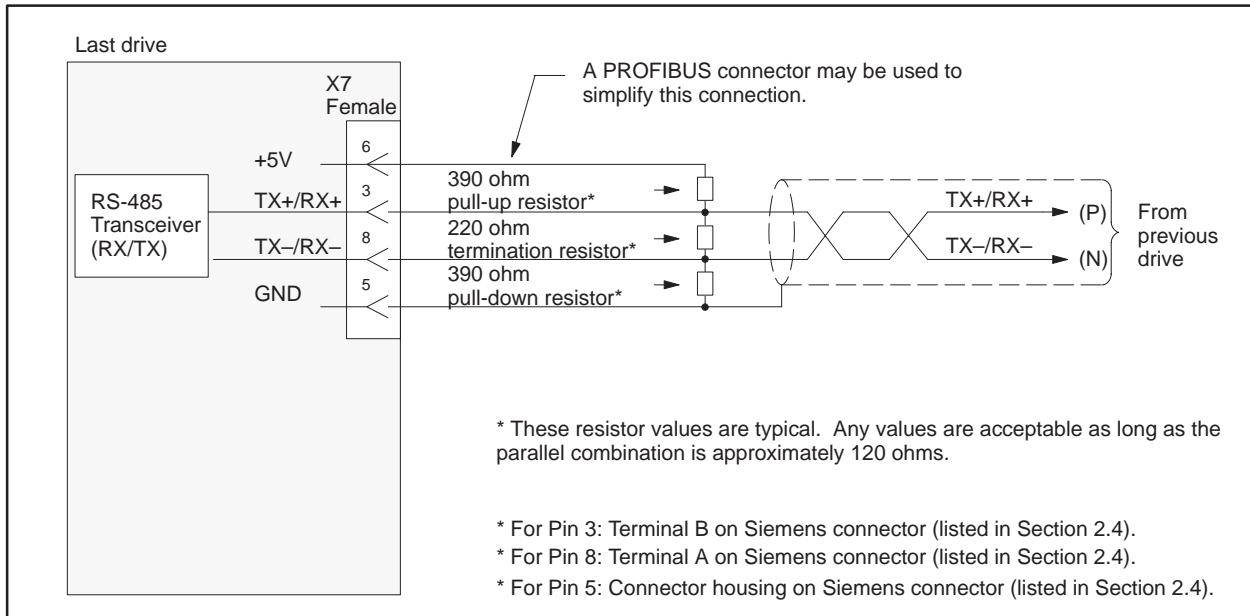 Last drive
X7
Female
A PROFIBUS connector may be used to
simplify this connection.
+5V
6
RS-485
Transceiver
(RX/TX)
TX+/RX+
3
390 ohm
pull-up resistor*
TX+/RX+
(P)
TX–/RX–
8
220 ohm
termination resistor*
TX–/RX–
(N)
From
previous
drive
GND
5
390 ohm
pull-down resistor*
* These resistor values are typical.  Any values are acceptable as long as the
parallel combination is approximately 120 ohms.
* For Pin 3: Terminal B on Siemens connector (listed in Section 2.4).
* For Pin 8: Terminal A on Siemens connector (listed in Section 2.4).
* For Pin 5: Connector housing on Siemens connector (listed in Section 2.4).